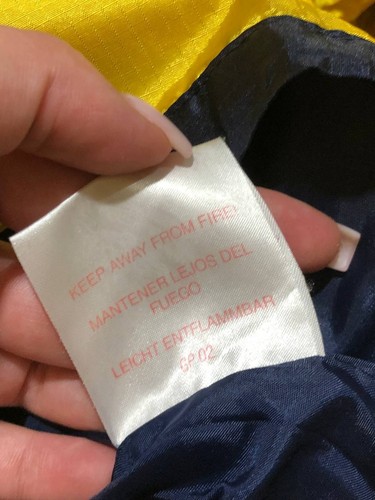 KEEP AWAY FROM FIRE!
MANTENER LEJOS DEL
FUEGO
LEICHT ENTFLAMMBAR
SP'02